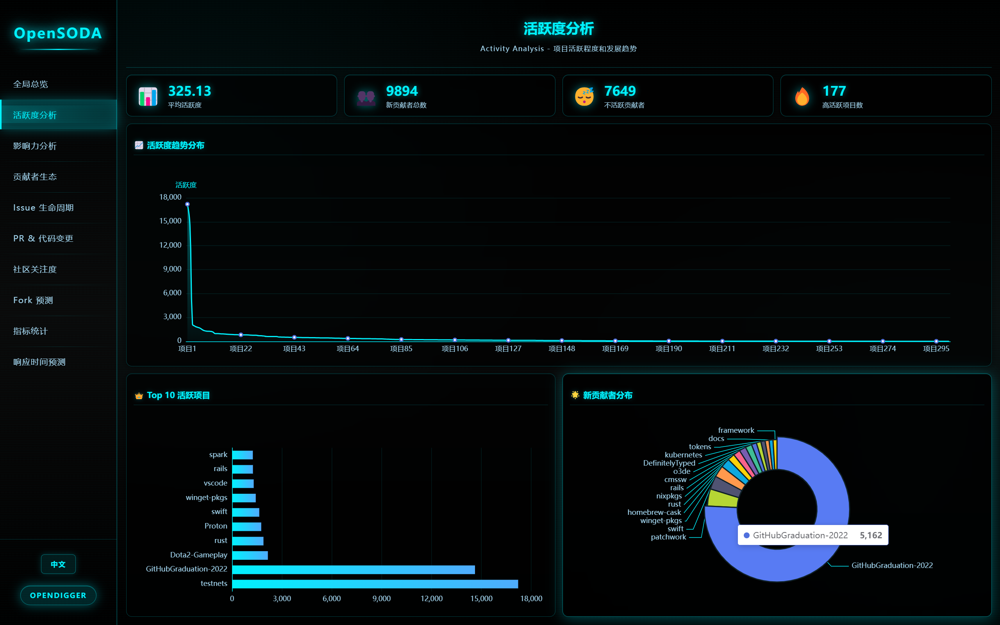 OpenSODA
全局总览
活跃度分析
影响力分析
贡献者生态
Issue 生命周期
PR & 代码变更
社区关注度
Fork 预测
指标统计
响应时间预测
中文
OPENDIGGER
活跃度分析
Activity Analysis - 项目活跃程度和发展趋势
325.13
平均活跃度
9894
新贡献者总数
7649
不活跃贡献者
177
高活跃项目数
活跃度趋势分布
活跃度
18,000
15,000
12,000
9,000
6,000
3,000
0
项目1 项目22 项目43 项目64 项目85 项目106 项目127 项目148 项目169 项目190 项目211 项目232 项目253 项目274 项目295
Top 10 活跃项目
spark
rails
vscode
winget-pkgs
swift
Proton
rust
Dota2-Gameplay
GitHubGraduation-2022
testnets
0 3,000 6,000 9,000 12,000 15,000 18,000
新贡献者分布
framework
docs
tokens
kubernetes
DefinitelyTyped
o3de
cmssw
rails
nixpkgs
rust
homebrew-cask
winget-pkgs
swift
patchwork
GitHubGraduation-2022 5,162
GitHubGraduation-2022